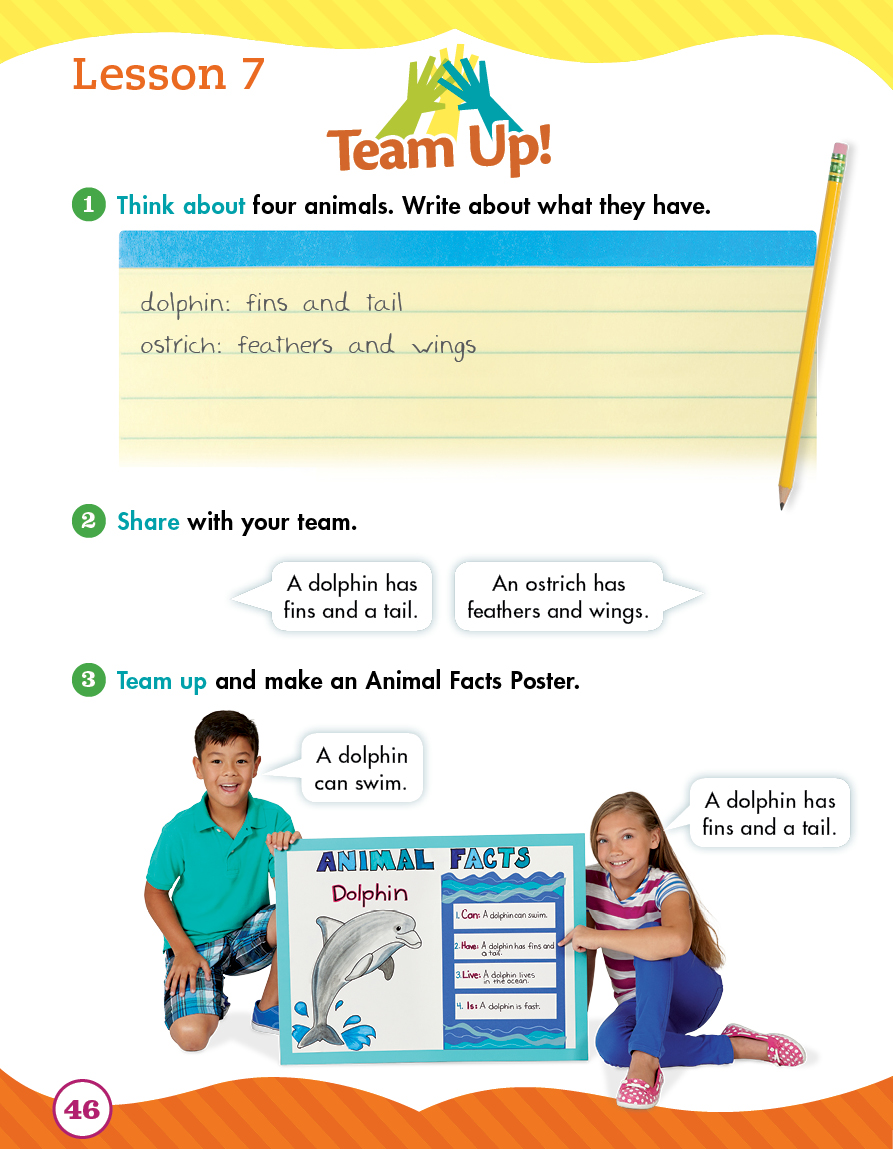 Lesson 7
Team Up!
1 Think about four animals. Write about what they have.
dolphin: fins and tail
ostrich: feathers and wings
2 Share with your team.
A dolphin has
fins and a tail.
An ostrich has
feathers and wings.
3 Team up and make an Animal Facts Poster.
A dolphin
can swim.
A dolphin has
fins and a tail.
ANIMAL FACTS
Dolphin
1. Can: A dolphin can swim.
2. Have: A dolphin has fins and
a tail.
3. Live: A dolphin lives
in the ocean.
4. Is: A dolphin is fast.
46